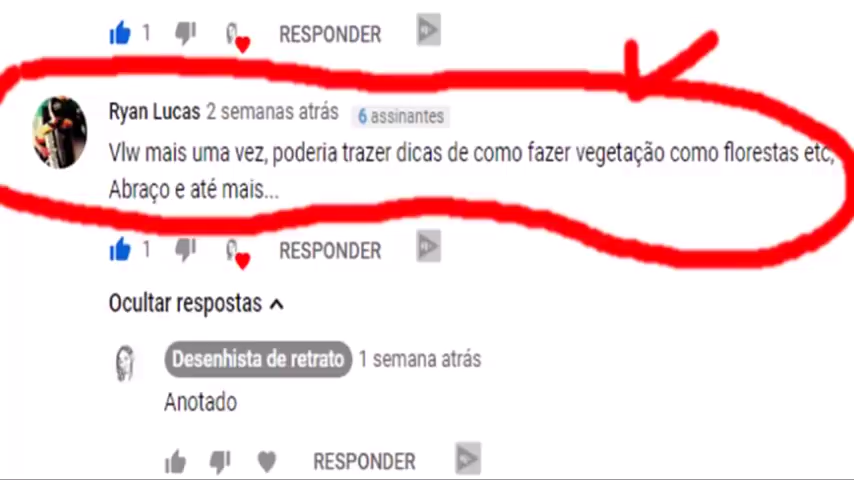 1 RESPONDER
Ryan Lucas 2 semanas atrás 6 assinantes
Vlw mais uma vez, poderia trazer dicas de como fazer vegetação como florestas etc,
Abraço e até mais...
1 RESPONDER
Ocultar respostas
Desenhista de retrato 1 semana atrás
Anotado
RESPONDER